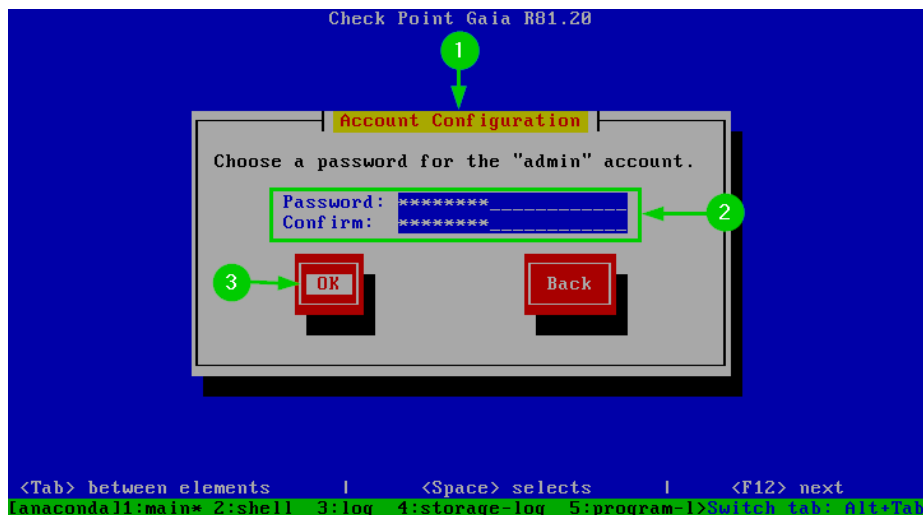 Check Point Gaia R81.20
1
Account Configuration
Choose a password for the "admin" account.
Password: ********____________
Confirm: ********____________
2
3
OK
Back
<Tab> between elements | <Space> selects | <F12> next
[anaconda]1:main* 2:shell 3:log 4:storage-log 5:program-l>Switch tab: Alt+Tab